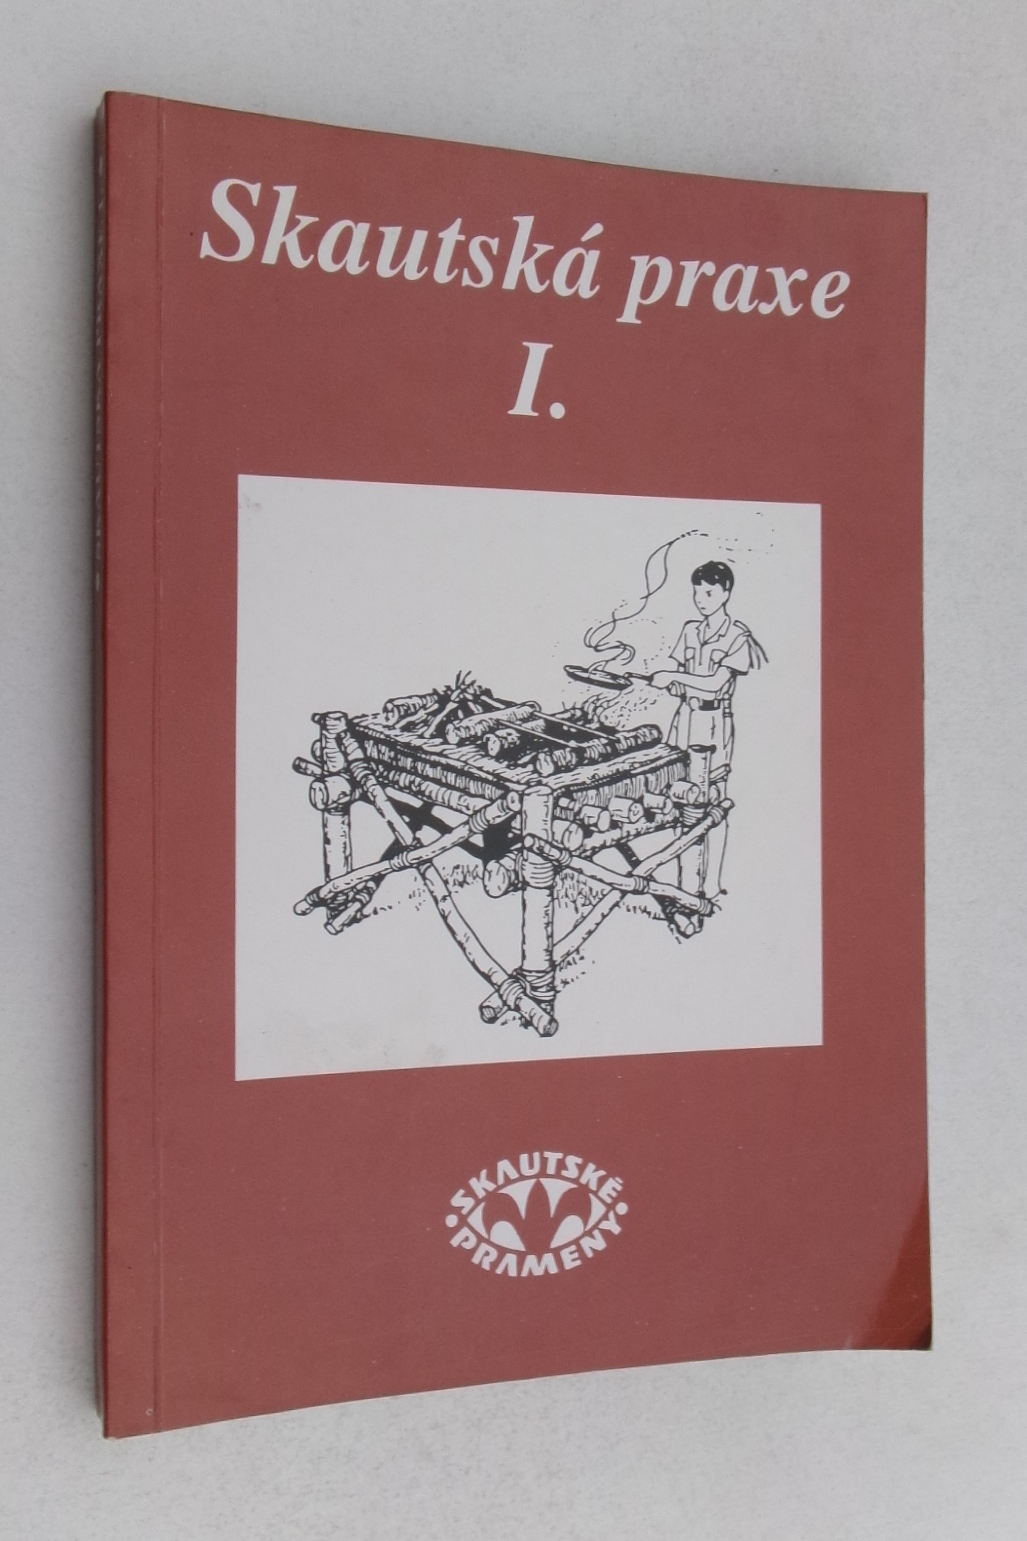 Skautská praxe
I.
SKAUTSKÉ
PRAMENY